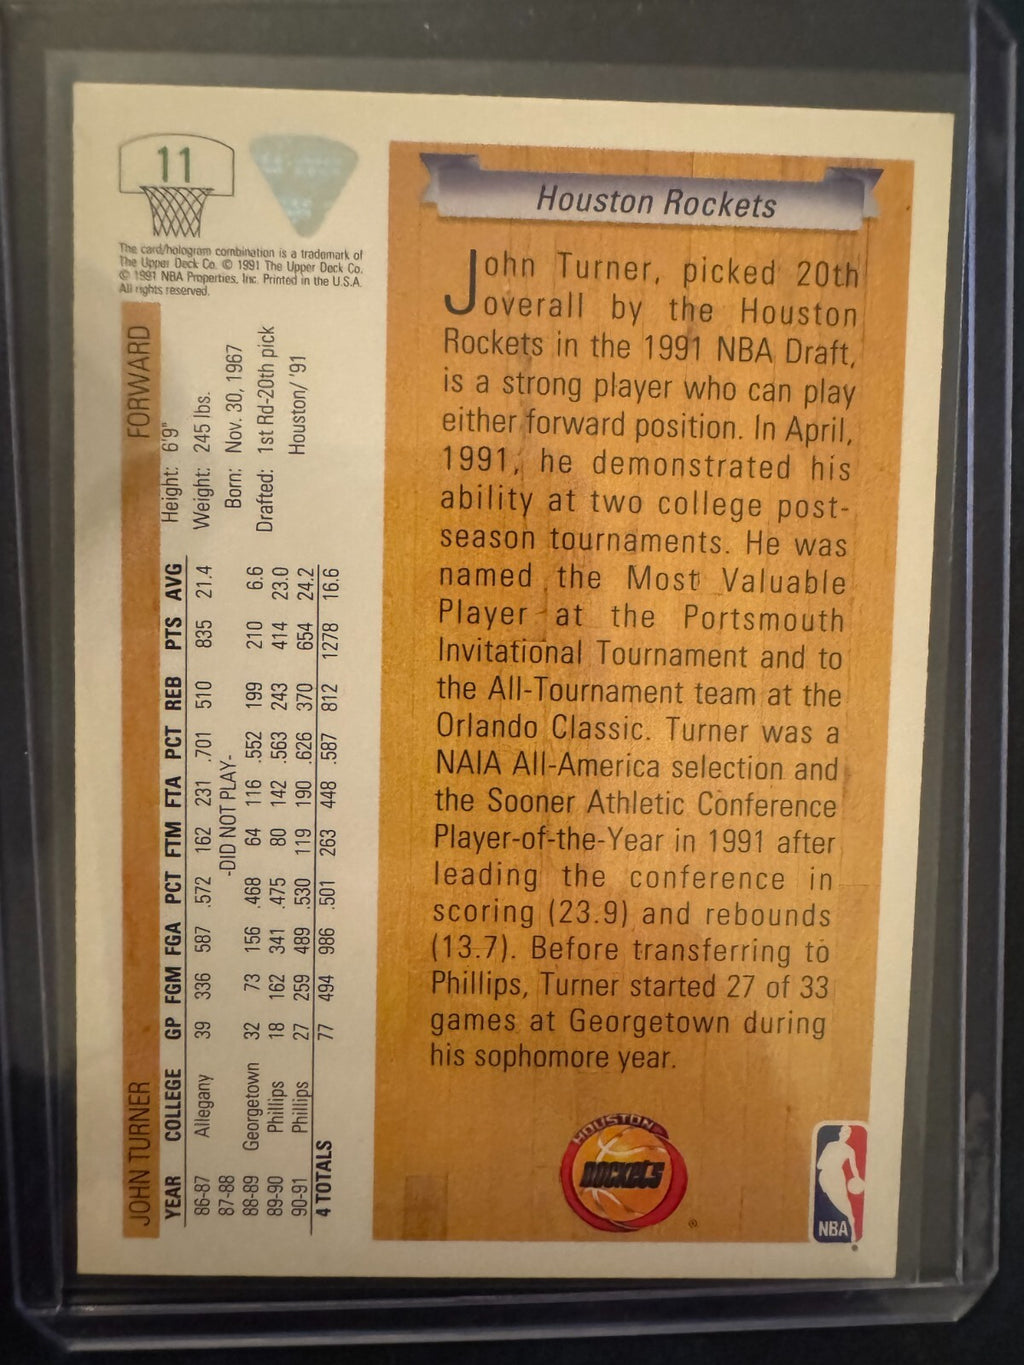 11
The card/hologram combination is a trademark of
The Upper Deck Co. © 1991 The Upper Deck Co.
© 1991 NBA Properties, Inc. Printed in the U.S.A.
All rights reserved.
JOHN TURNER FORWARD
Height: 6'9"
Weight: 245 lbs.
Born: Nov. 30, 1967
Drafted: 1st Rd-20th pick
Houston/ '91
YEAR COLLEGE GP FGM FGA PCT FTM FTA PCT REB PTS AVG
86-87 Allegany 39 336 587 .572 162 231 .701 510 835 21.4
87-88 -DID NOT PLAY-
88-89 Georgetown 32 73 156 .468 64 116 .552 199 210 6.6
89-90 Phillips 18 162 341 .475 80 142 .563 243 414 23.0
90-91 Phillips 27 259 489 .530 119 190 .626 370 654 24.2
4 TOTALS 77 494 986 .501 263 448 .587 812 1278 16.6
Houston Rockets
John Turner, picked 20th
overall by the Houston
Rockets in the 1991 NBA Draft,
is a strong player who can play
either forward position. In April,
1991, he demonstrated his
ability at two college post-
season tournaments. He was
named the Most Valuable
Player at the Portsmouth
Invitational Tournament and to
the All-Tournament team at the
Orlando Classic. Turner was a
NAIA All-America selection and
the Sooner Athletic Conference
Player-of-the-Year in 1991 after
leading the conference in
scoring (23.9) and rebounds
(13.7). Before transferring to
Phillips, Turner started 27 of 33
games at Georgetown during
his sophomore year.
HOUSTON
ROCKETS
®
NBA